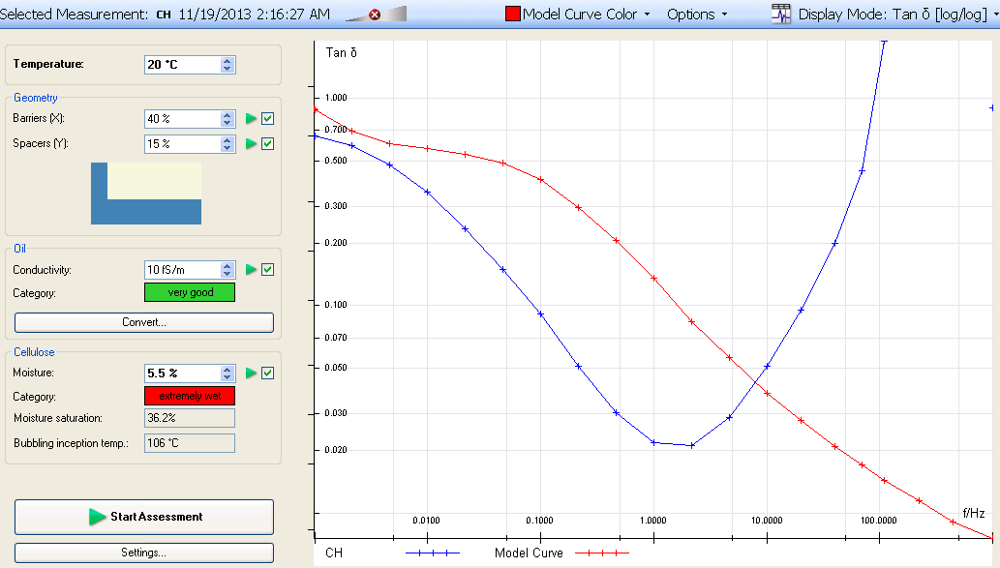 Selected Measurement: CH 11/19/2013 2:16:27 AM Model Curve Color Options Display Mode: Tan δ [log/log]
Temperature: 20 °C
Geometry
Barriers (X): 40 %
Spacers (Y): 15 %
Oil
Conductivity: 10 fS/m
Category: very good
Convert...
Cellulose
Moisture: 5.5 %
Category: extremely wet
Moisture saturation: 36.2%
Bubbling inception temp.: 106 °C
Start Assessment
Settings...
Tan δ
1.000
0.700
0.500
0.300
0.200
0.100
0.070
0.050
0.030
0.020
f/Hz
0.0100 0.1000 1.0000 10.0000 100.0000
CH Model Curve